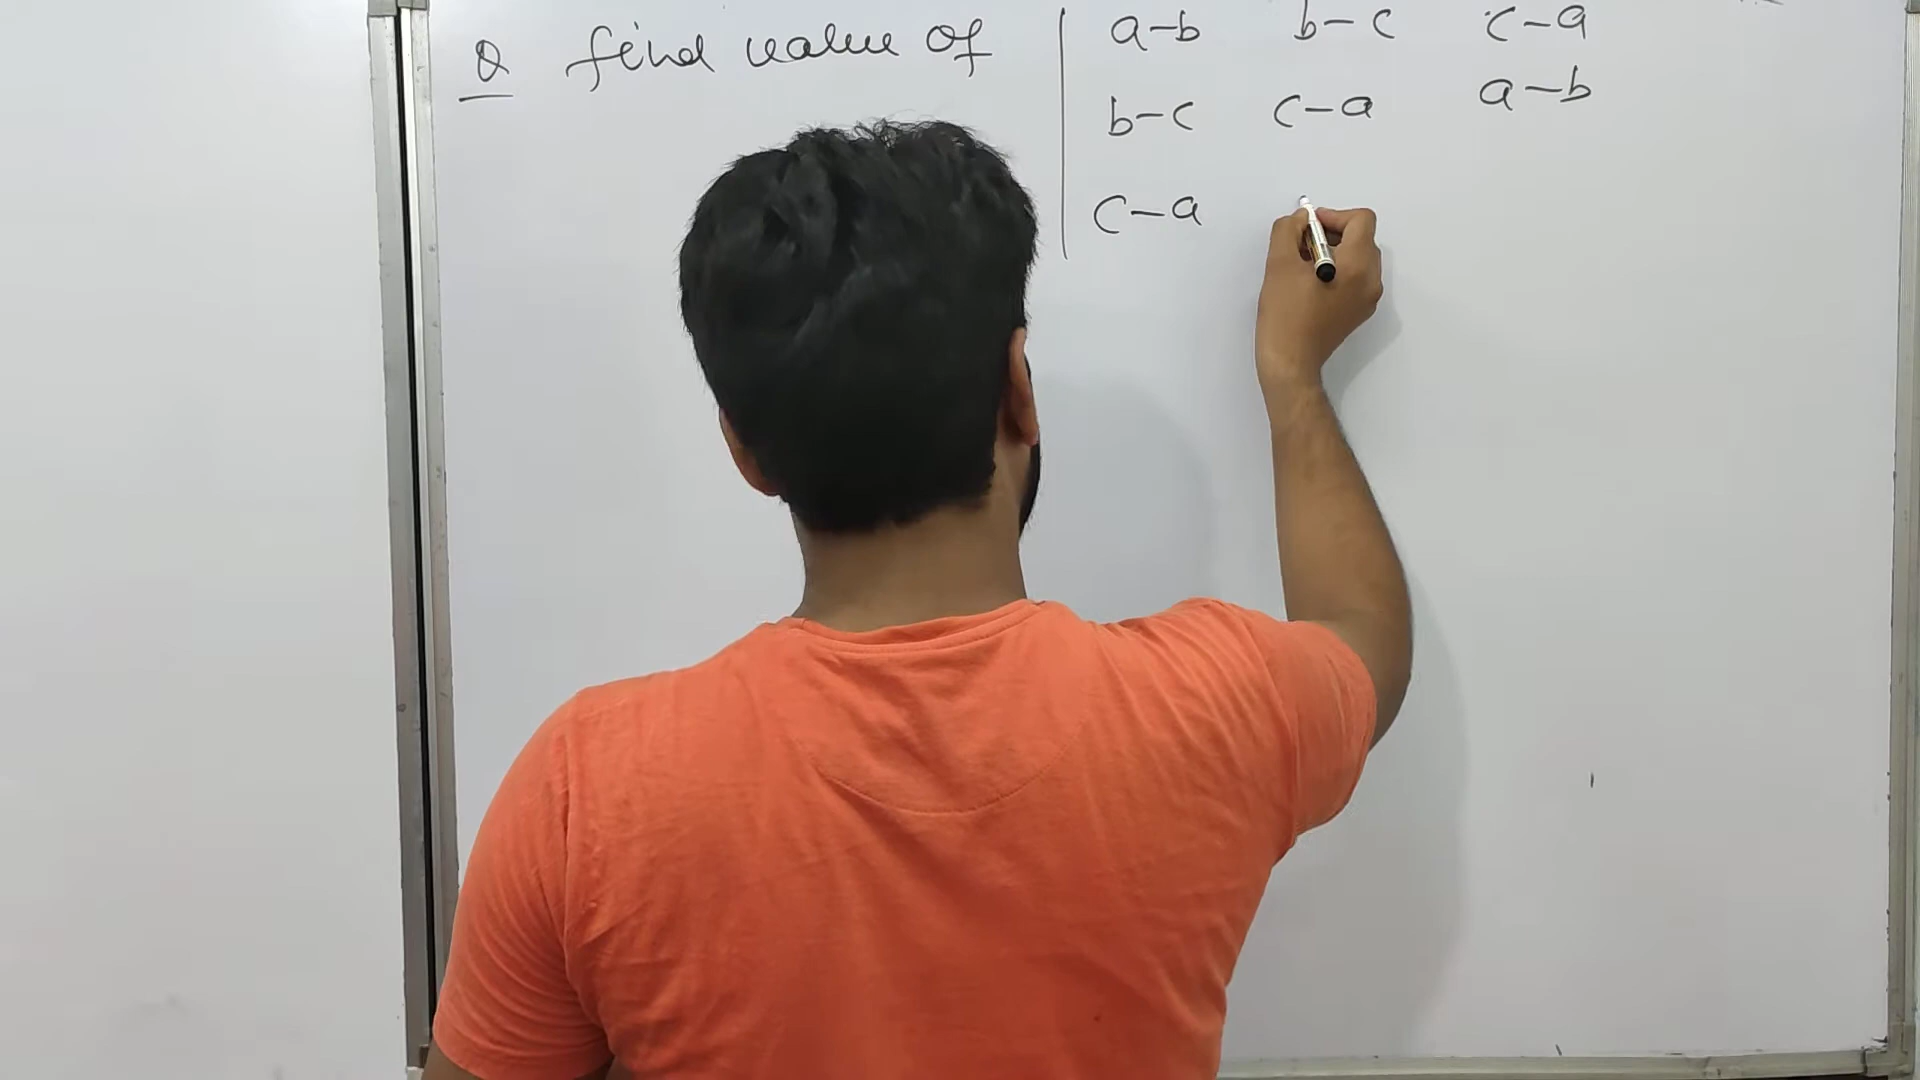 Q find value of | a-b b-c c-a
b-c c-a a-b
c-a